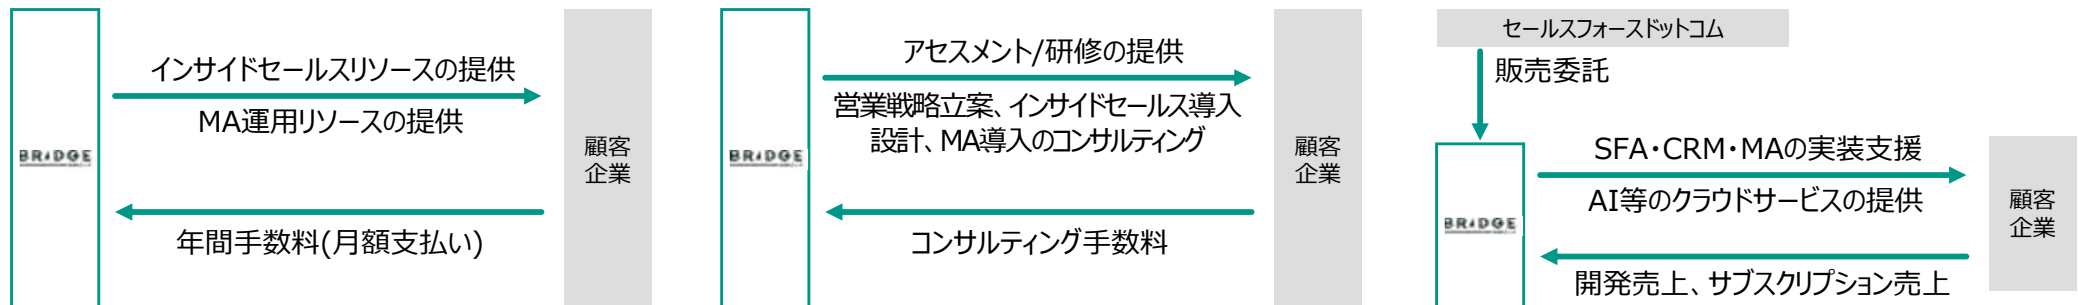 インサイドセールスリソースの提供
MA運用リソースの提供
BRIDGE
顧客
企業
年間手数料(月額支払い)
アセスメント/研修の提供
営業戦略立案、インサイドセールス導入
設計、MA導入のコンサルティング
BRIDGE
顧客
企業
コンサルティング手数料
セールスフォースドットコム
販売委託
SFA・CRM・MAの実装支援
AI等のクラウドサービスの提供
BRIDGE
顧客
企業
開発売上、サブスクリプション売上